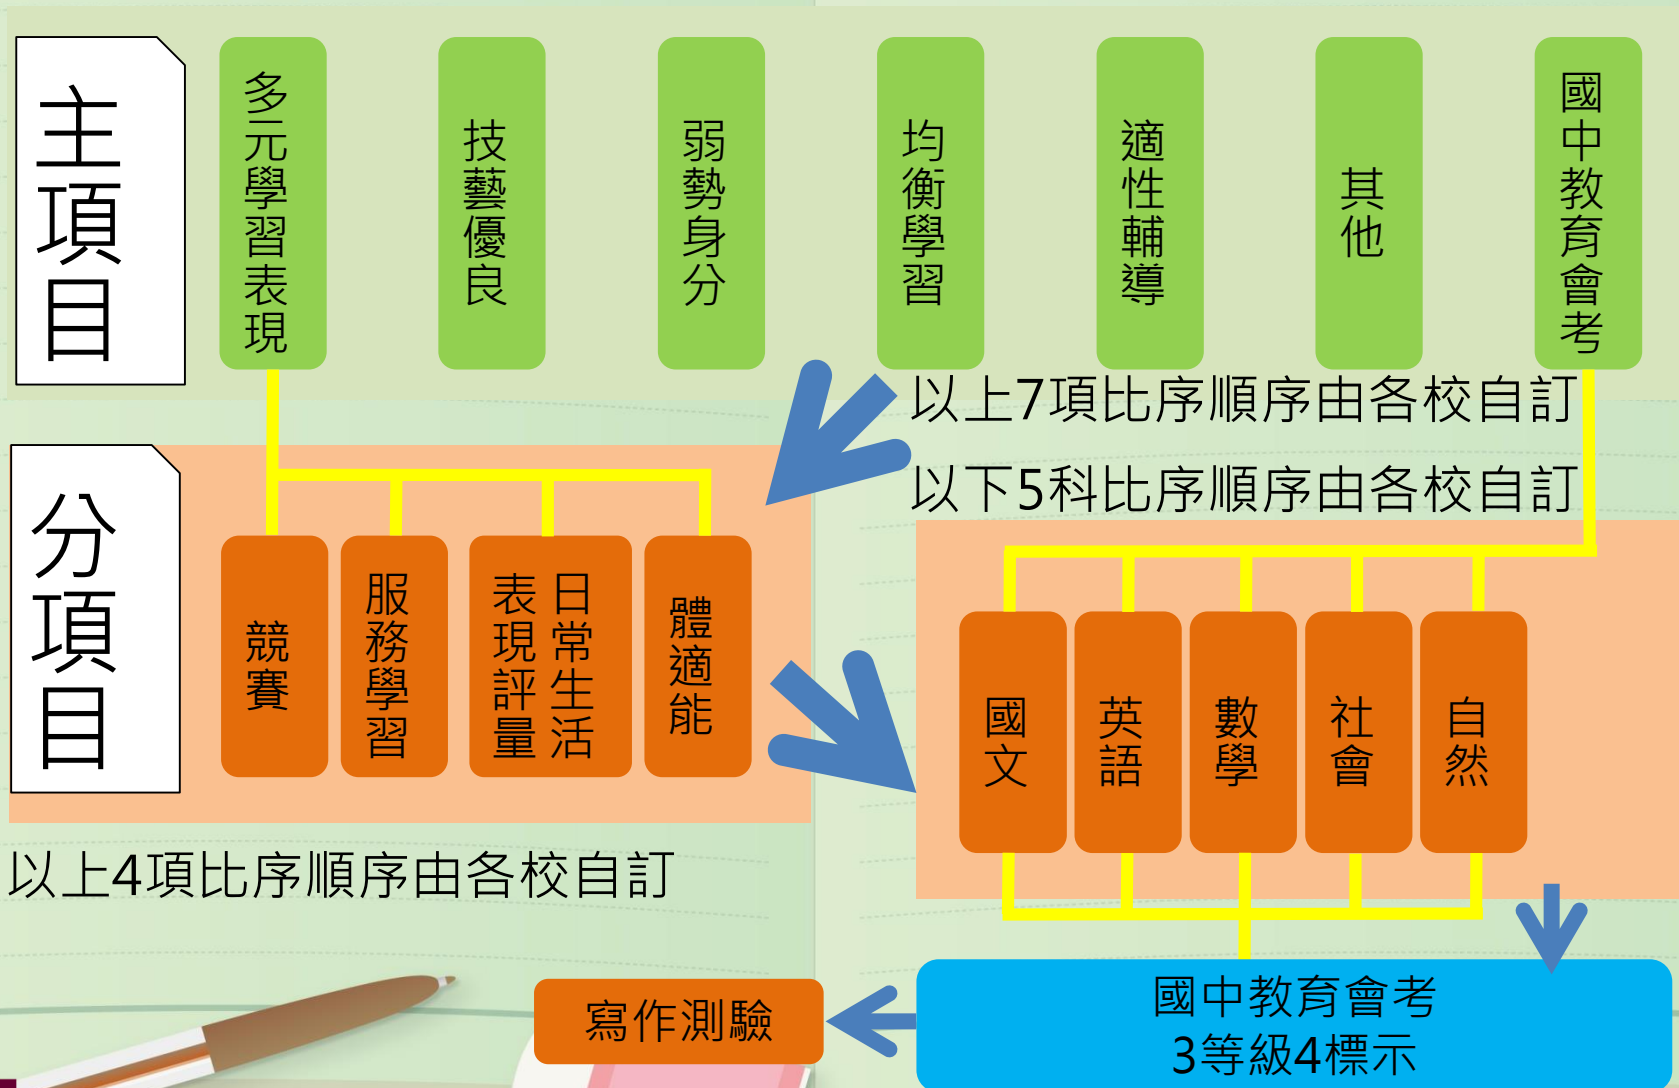 主項目
多元學習表現
技藝優良
弱勢身分
均衡學習
適性輔導
其他
國中教育會考
以上7項比序順序由各校自訂
以下5科比序順序由各校自訂
分項目
競賽
服務學習
日常生活
表現評量
體適能
國文
英語
數學
社會
自然
以上4項比序順序由各校自訂
寫作測驗
國中教育會考
3等級4標示